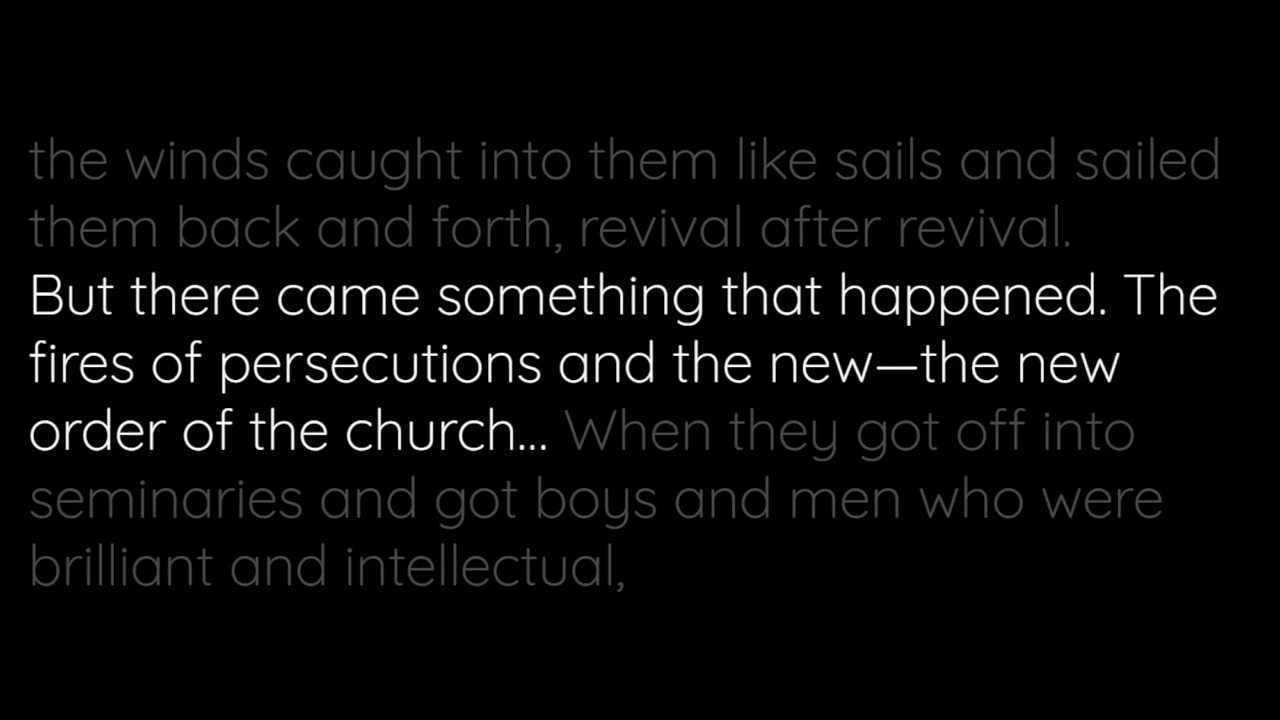 the winds caught into them like sails and sailed
them back and forth, revival after revival.
But there came something that happened. The
fires of persecutions and the new—the new
order of the church... When they got off into
seminaries and got boys and men who were
brilliant and intellectual,